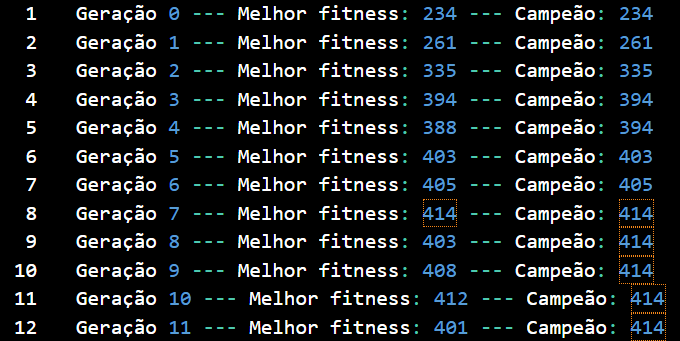 1 Geração 0 --- Melhor fitness: 234 --- Campeão: 234
2 Geração 1 --- Melhor fitness: 261 --- Campeão: 261
3 Geração 2 --- Melhor fitness: 335 --- Campeão: 335
4 Geração 3 --- Melhor fitness: 394 --- Campeão: 394
5 Geração 4 --- Melhor fitness: 388 --- Campeão: 394
6 Geração 5 --- Melhor fitness: 403 --- Campeão: 403
7 Geração 6 --- Melhor fitness: 405 --- Campeão: 405
8 Geração 7 --- Melhor fitness: 414 --- Campeão: 414
9 Geração 8 --- Melhor fitness: 403 --- Campeão: 414
10 Geração 9 --- Melhor fitness: 408 --- Campeão: 414
11 Geração 10 --- Melhor fitness: 412 --- Campeão: 414
12 Geração 11 --- Melhor fitness: 401 --- Campeão: 414